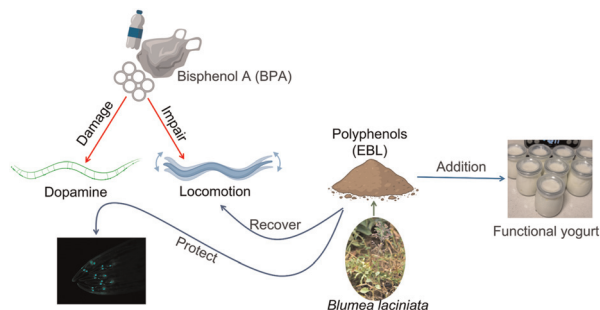 Bisphenol A (BPA)
Damage
Impair
Polyphenols
(EBL)
Addition
Dopamine
Locomotion
Recover
Protect
Functional yogurt
Blumea laciniata